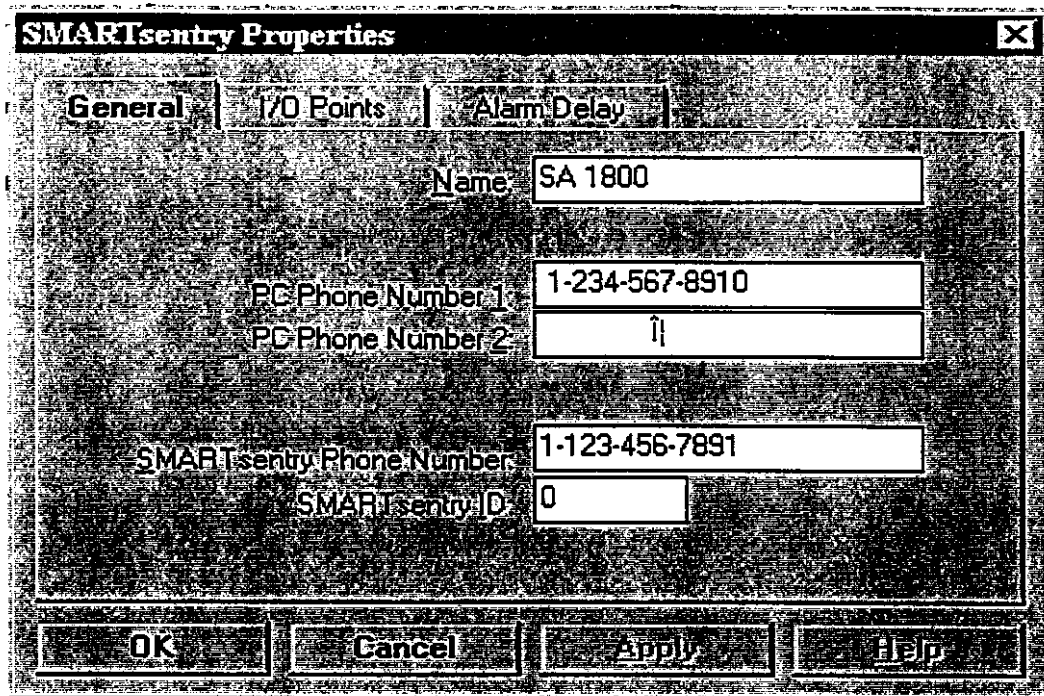 SMARTsentry Properties
General I/O Points Alarm Delay
Name: SA 1800
PC Phone Number 1: 1-234-567-8910
PC Phone Number 2:
SMARTsentry Phone Number: 1-123-456-7891
SMARTsentry ID: 0
OK Cancel Apply Help